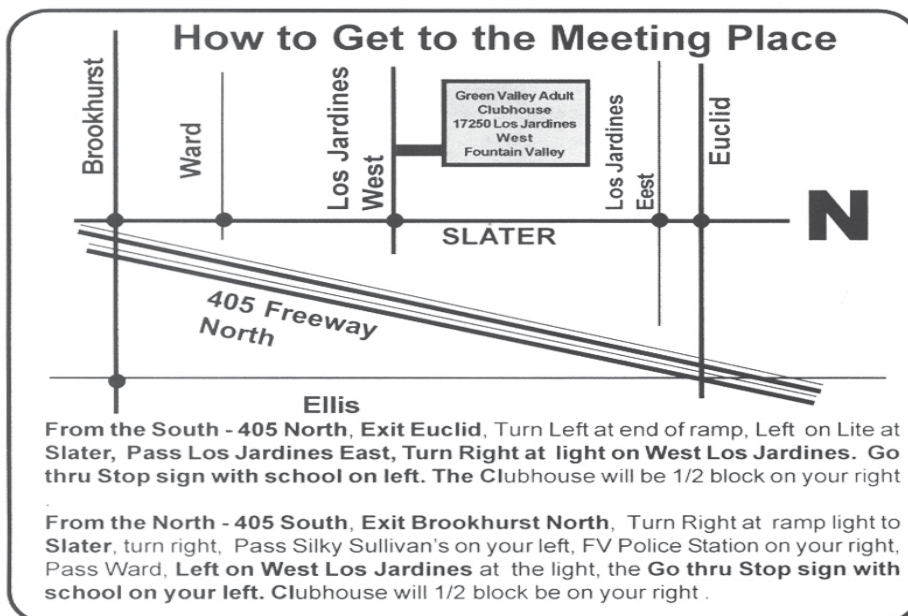 How to Get to the Meeting Place
Brookhurst
Ward
Los Jardines
West
Green Valley Adult
Clubhouse
17250 Los Jardines
West
Fountain Valley
Los Jardines
Eest
Euclid
N
SLATER
405 Freeway
North
Ellis
From the South - 405 North, Exit Euclid, Turn Left at end of ramp, Left on Lite at
Slater, Pass Los Jardines East, Turn Right at light on West Los Jardines. Go
thru Stop sign with school on left. The Clubhouse will be 1/2 block on your right
.
From the North - 405 South, Exit Brookhurst North, Turn Right at ramp light to
Slater, turn right, Pass Silky Sullivan's on your left, FV Police Station on your right,
Pass Ward, Left on West Los Jardines at the light, the Go thru Stop sign with
school on your left. Clubhouse will 1/2 block be on your right .